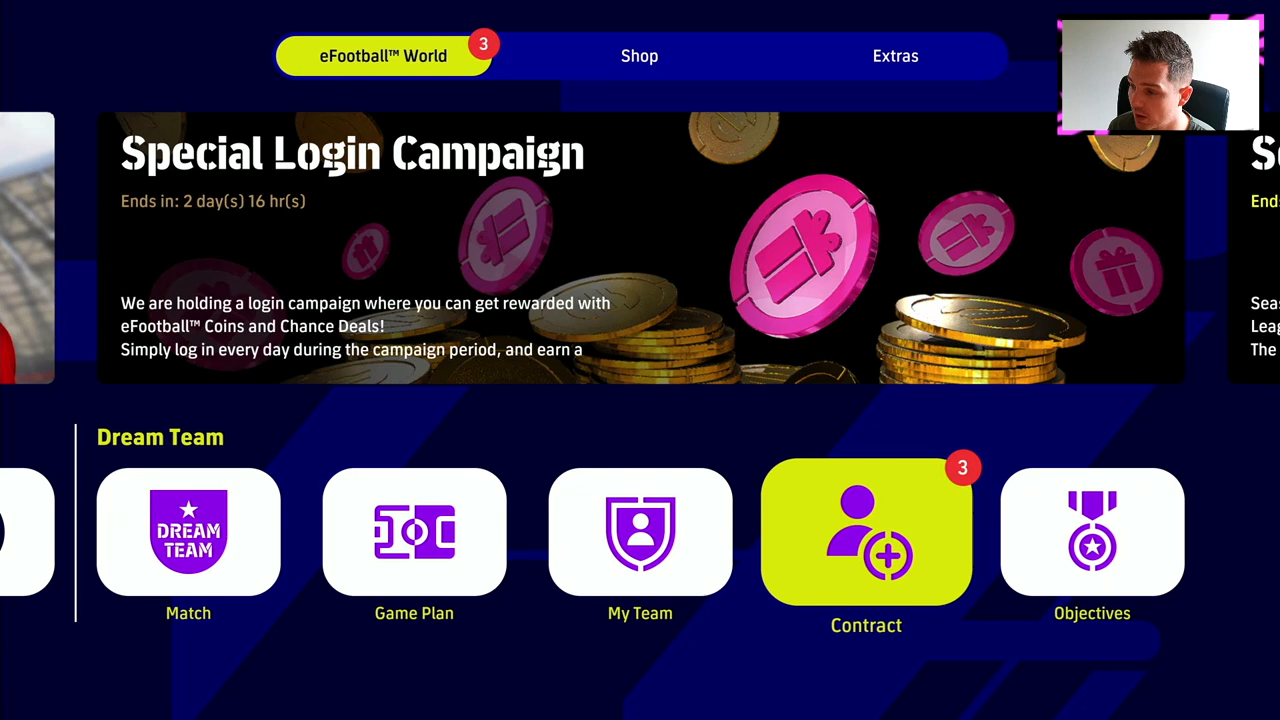 eFootball™ World
3
Shop
Extras
Special Login Campaign
Ends in: 2 day(s) 16 hr(s)
We are holding a login campaign where you can get rewarded with
eFootball™ Coins and Chance Deals!
Simply log in every day during the campaign period, and earn a
The
Dream Team
3
DREAM
TEAM
Match
Game Plan
My Team
Contract
Objectives